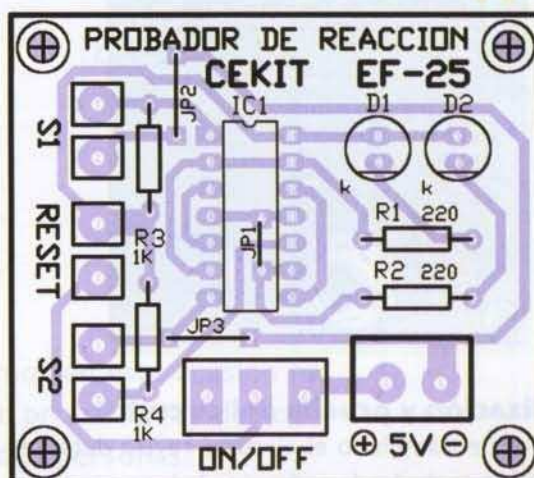 PROBADOR DE REACCION
CEKIT EF-25
JP2
IC1
D1
D2
S1
k
k
R1 220
JP1
R3
1K
RESET
R2 220
JP3
S2
R4
1K
ON/OFF
⊕ 5V ⊖